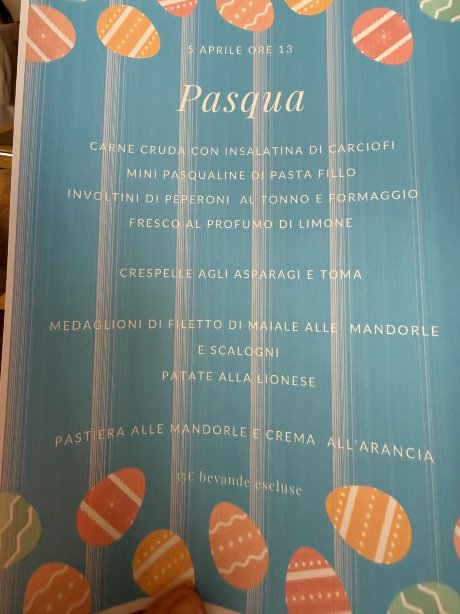 5 APRILE ORE 13
Pasqua
CARNE CRUDA CON INSALATINA DI CARCIOFI
MINI PASQUALINE DI PASTA FILLO
INVOLTINI DI PEPERONI AL TONNO E FORMAGGIO
FRESCO AL PROFUMO DI LIMONE
CRESPELLE AGLI ASPARAGI E TOMA
MEDAGLIONI DI FILETTO DI MAIALE ALLE MANDORLE
E SCALOGNI
PATATE ALLA LIONESE
PASTIERA ALLE MANDORLE E CREMA ALL'ARANCIA
35€ bevande escluse